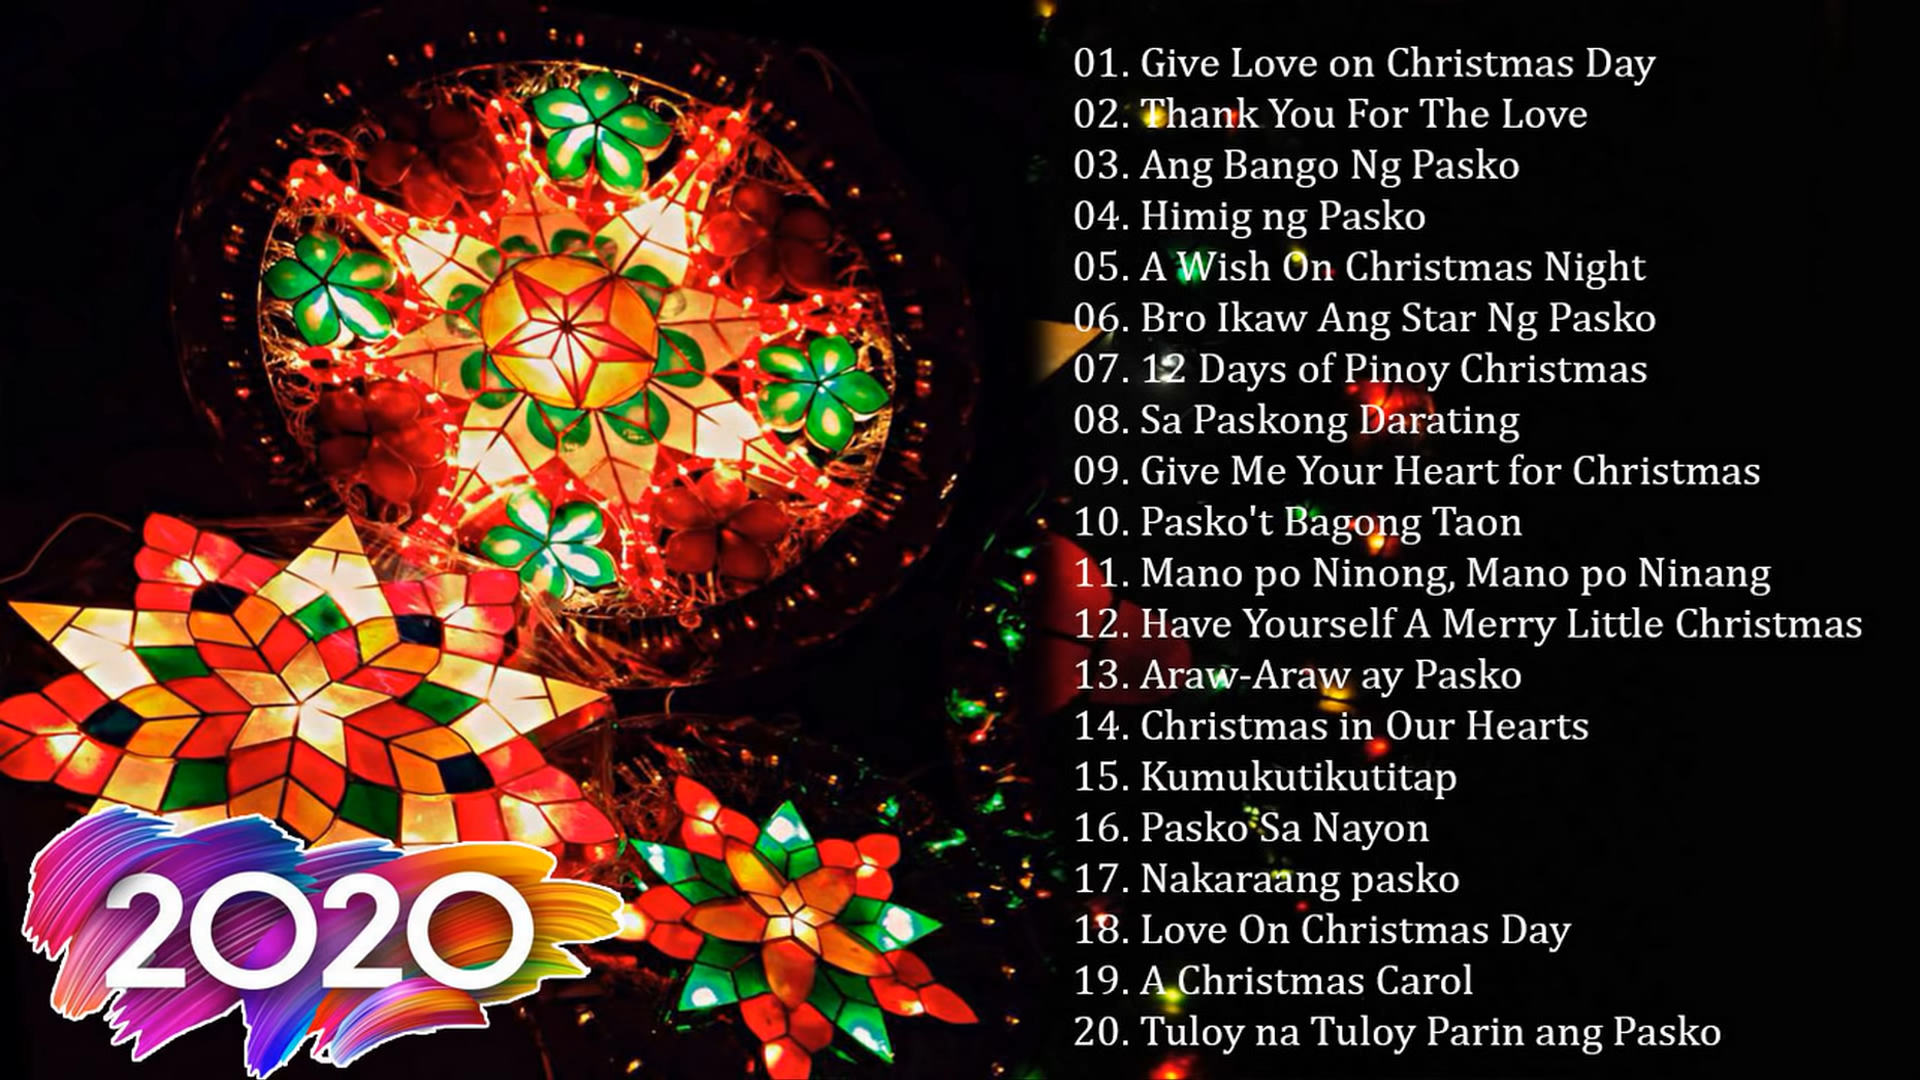 01. Give Love on Christmas Day
02. Thank You For The Love
03. Ang Bango Ng Pasko
04. Himig ng Pasko
05. A Wish On Christmas Night
06. Bro Ikaw Ang Star Ng Pasko
07. 12 Days of Pinoy Christmas
08. Sa Paskong Darating
09. Give Me Your Heart for Christmas
10. Pasko't Bagong Taon
11. Mano po Ninong, Mano po Ninang
12. Have Yourself A Merry Little Christmas
13. Araw-Araw ay Pasko
14. Christmas in Our Hearts
15. Kumukutikutitap
16. Pasko Sa Nayon
17. Nakaraang pasko
18. Love On Christmas Day
19. A Christmas Carol
20. Tuloy na Tuloy Parin ang Pasko
2020